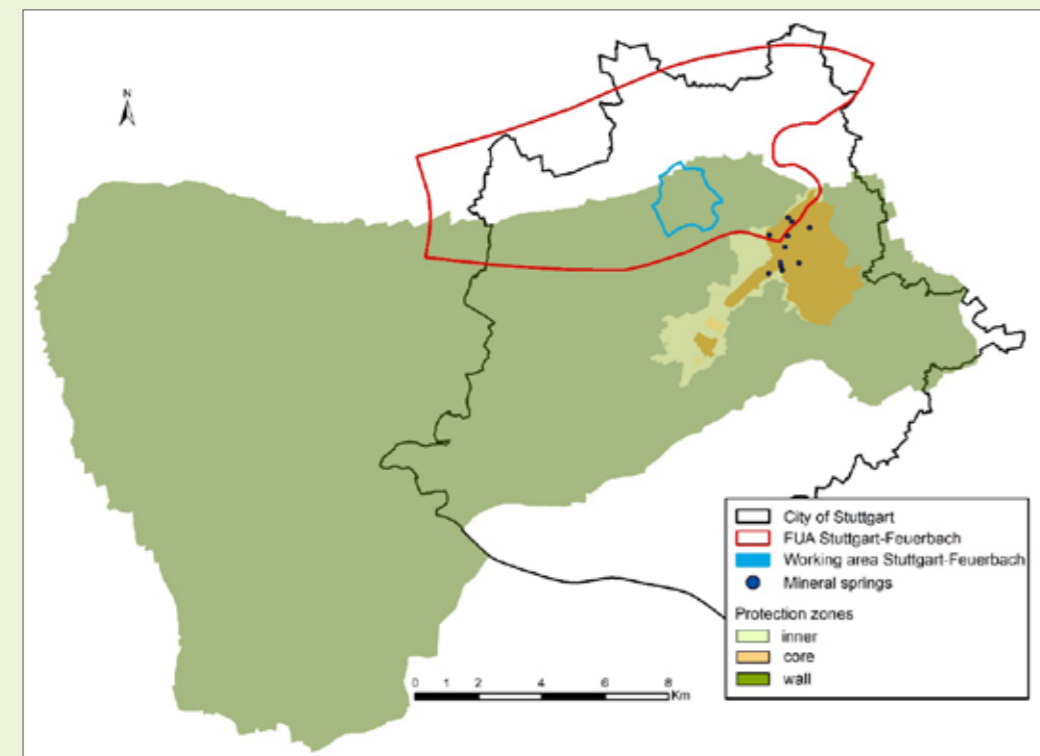 N
City of Stuttgart
FUA Stuttgart-Feuerbach
Working area Stuttgart-Feuerbach
Mineral springs
Protection zones
inner
core
wall
0 1 2 4 6 8
Km